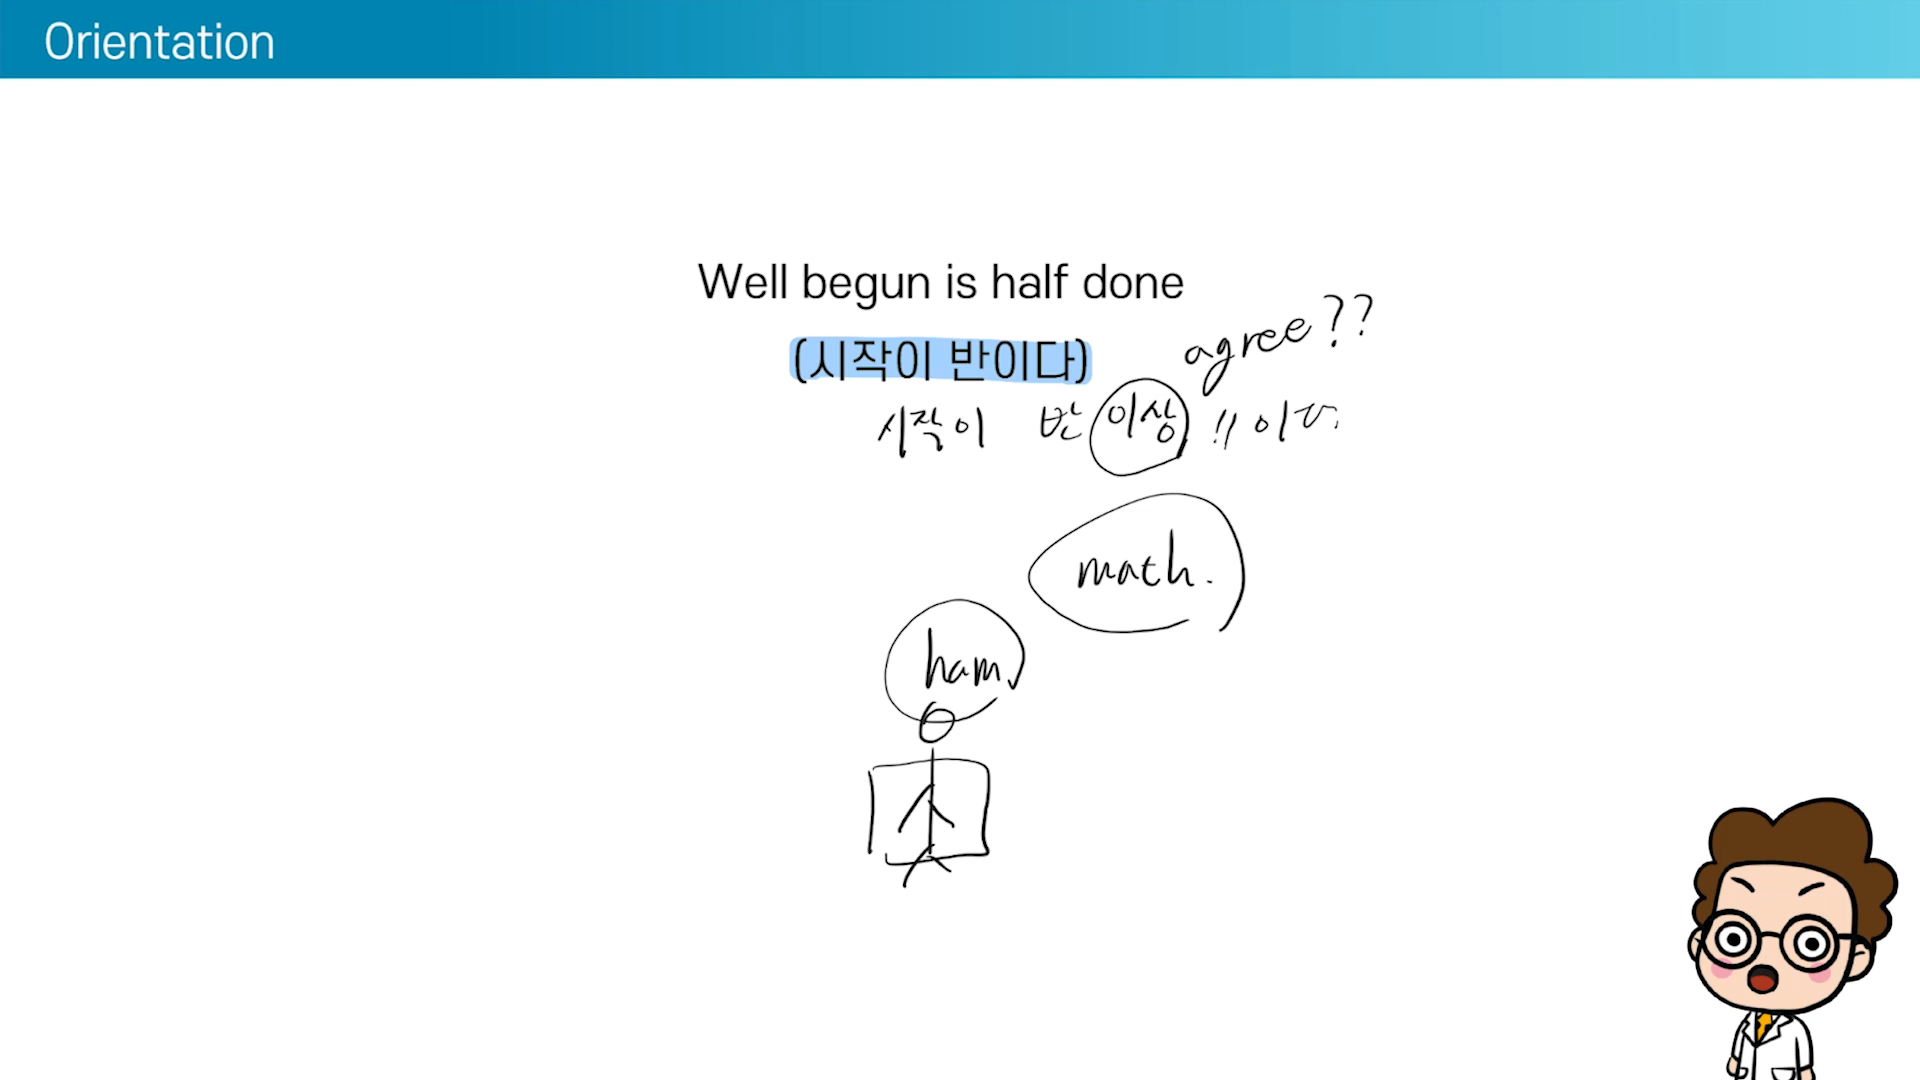 Orientation
Well begun is half done
(시작이 반이다)
agree??
시작이 반 이상!! 이다
math.
ham.